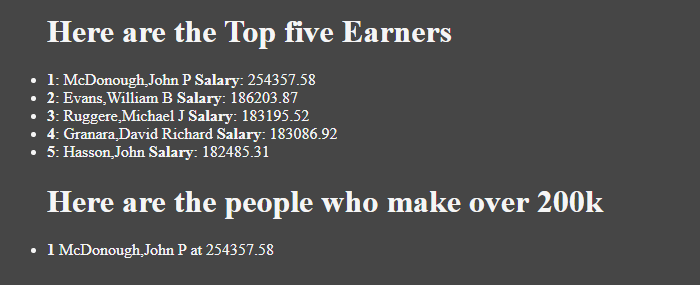 Here are the Top five Earners
1: McDonough,John P Salary: 254357.58
2: Evans,William B Salary: 186203.87
3: Ruggere,Michael J Salary: 183195.52
4: Granara,David Richard Salary: 183086.92
5: Hasson,John Salary: 182485.31
Here are the people who make over 200k
1 McDonough,John P at 254357.58